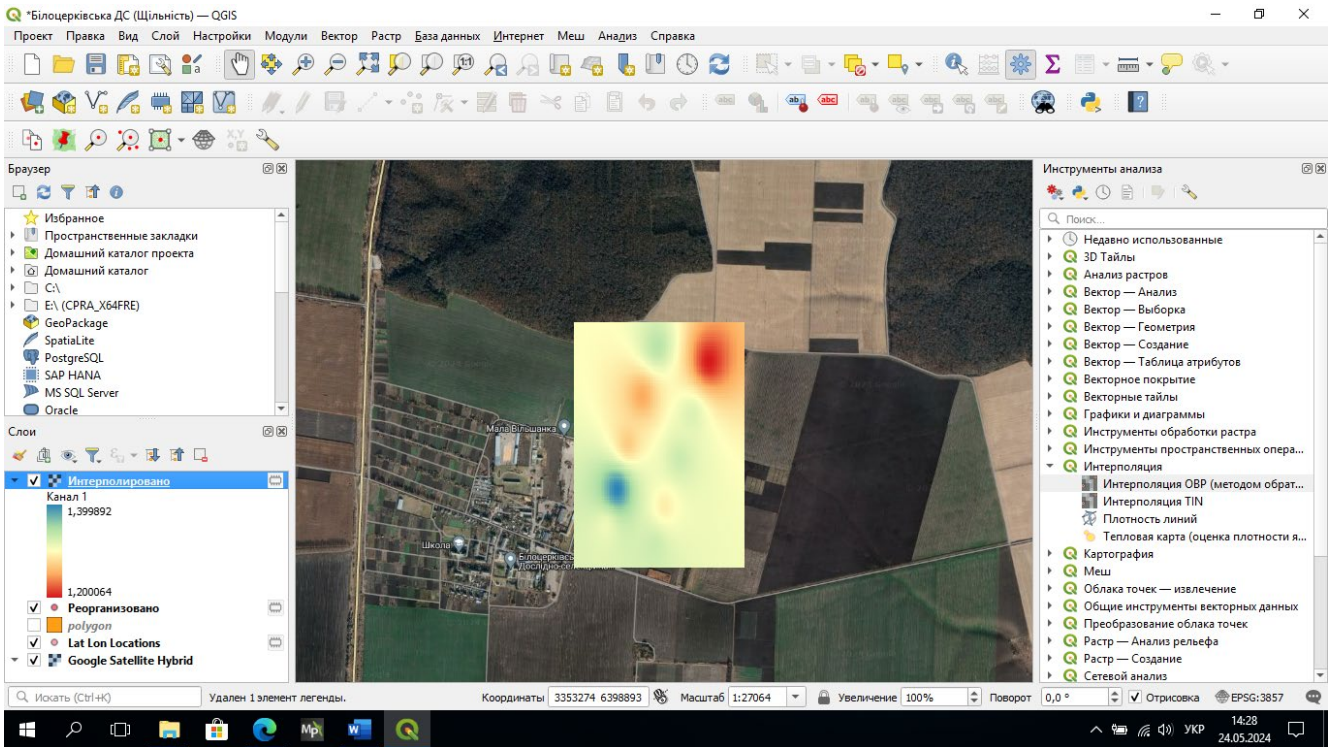 *Білоцерківська ДС (Щільність) — QGIS
Проект Правка Вид Слой Настройки Модули Вектор Растр База данных Интернет Меш Анализ Справка
Браузер
Избранное
Пространственные закладки
Домашний каталог проекта
Домашний каталог
C:\
E:\ (CPRA_X64FRE)
GeoPackage
SpatiaLite
PostgreSQL
SAP HANA
MS SQL Server
Oracle
Слои
Интерполировано
Канал 1
1,399892
1,200064
Реорганизовано
polygon
Lat Lon Locations
Google Satellite Hybrid
Мала Вільшанка
Школа
Инструменты анализа
Поиск...
Недавно использованные
3D Тайлы
Анализ растров
Вектор — Анализ
Вектор — Выборка
Вектор — Геометрия
Вектор — Создание
Вектор — Таблица атрибутов
Векторное покрытие
Векторные тайлы
Графики и диаграммы
Инструменты обработки растра
Инструменты пространственных опера...
Интерполяция
Интерполяция ОВР (методом обрат...
Интерполяция TIN
Плотность линий
Тепловая карта (оценка плотности я...
Картография
Меш
Облака точек — извлечение
Общие инструменты векторных данных
Преобразование облака точек
Растр — Анализ рельефа
Растр — Создание
Сетевой анализ
Искать (Ctrl+K) Удален 1 элемент легенды. Координаты 3353274 6398893 Масштаб 1:27064 Увеличение 100% Поворот 0,0 ° Отрисовка EPSG:3857
УКР
14:28
24.05.2024